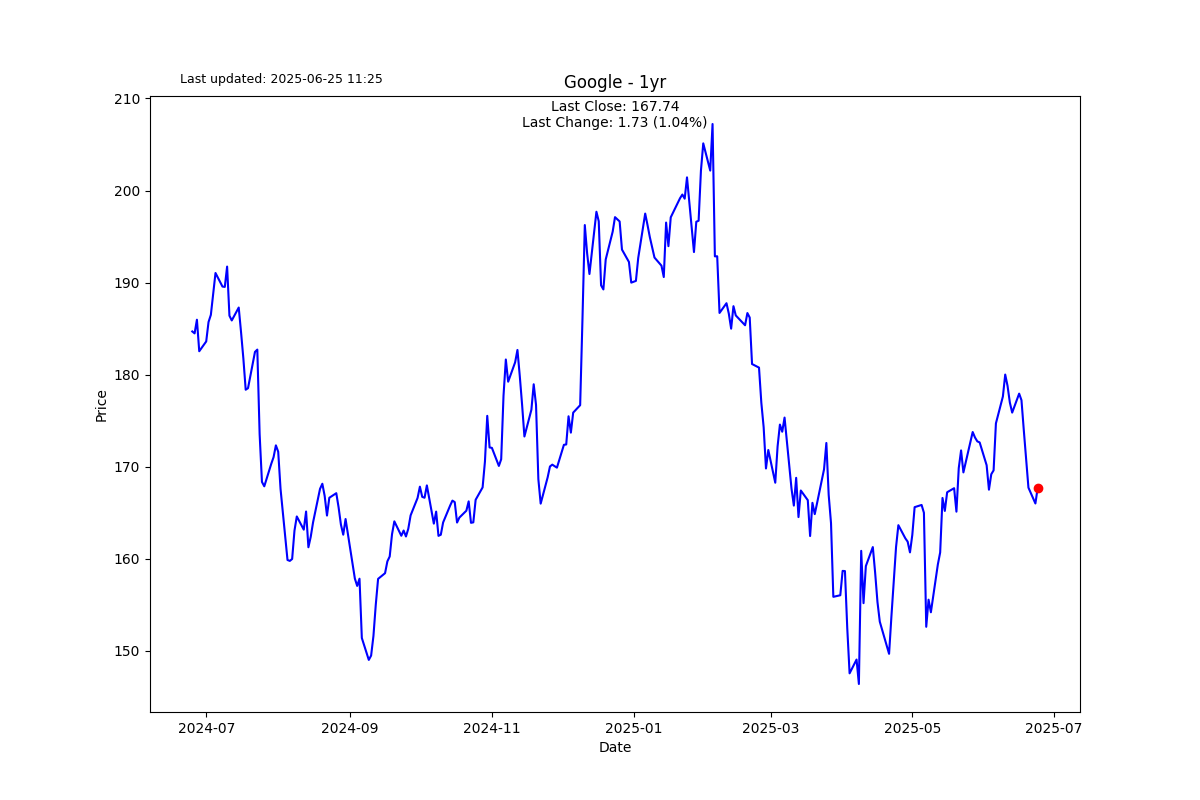 Last updated: 2025-06-25 11:25
Google - 1yr
Last Close: 167.74
Last Change: 1.73 (1.04%)
Price
210
200
190
180
170
160
150
2024-07
2024-09
2024-11
2025-01
2025-03
2025-05
2025-07
Date